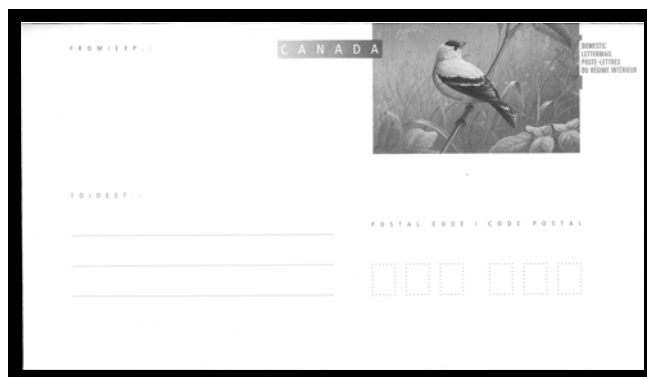 FROM/EXP.:
CANADA
DOMESTIC
LETTERMAIL
POSTE-LETTRES
DU RÉGIME INTÉRIEUR
TO/DEST.:
POSTAL CODE / CODE POSTAL